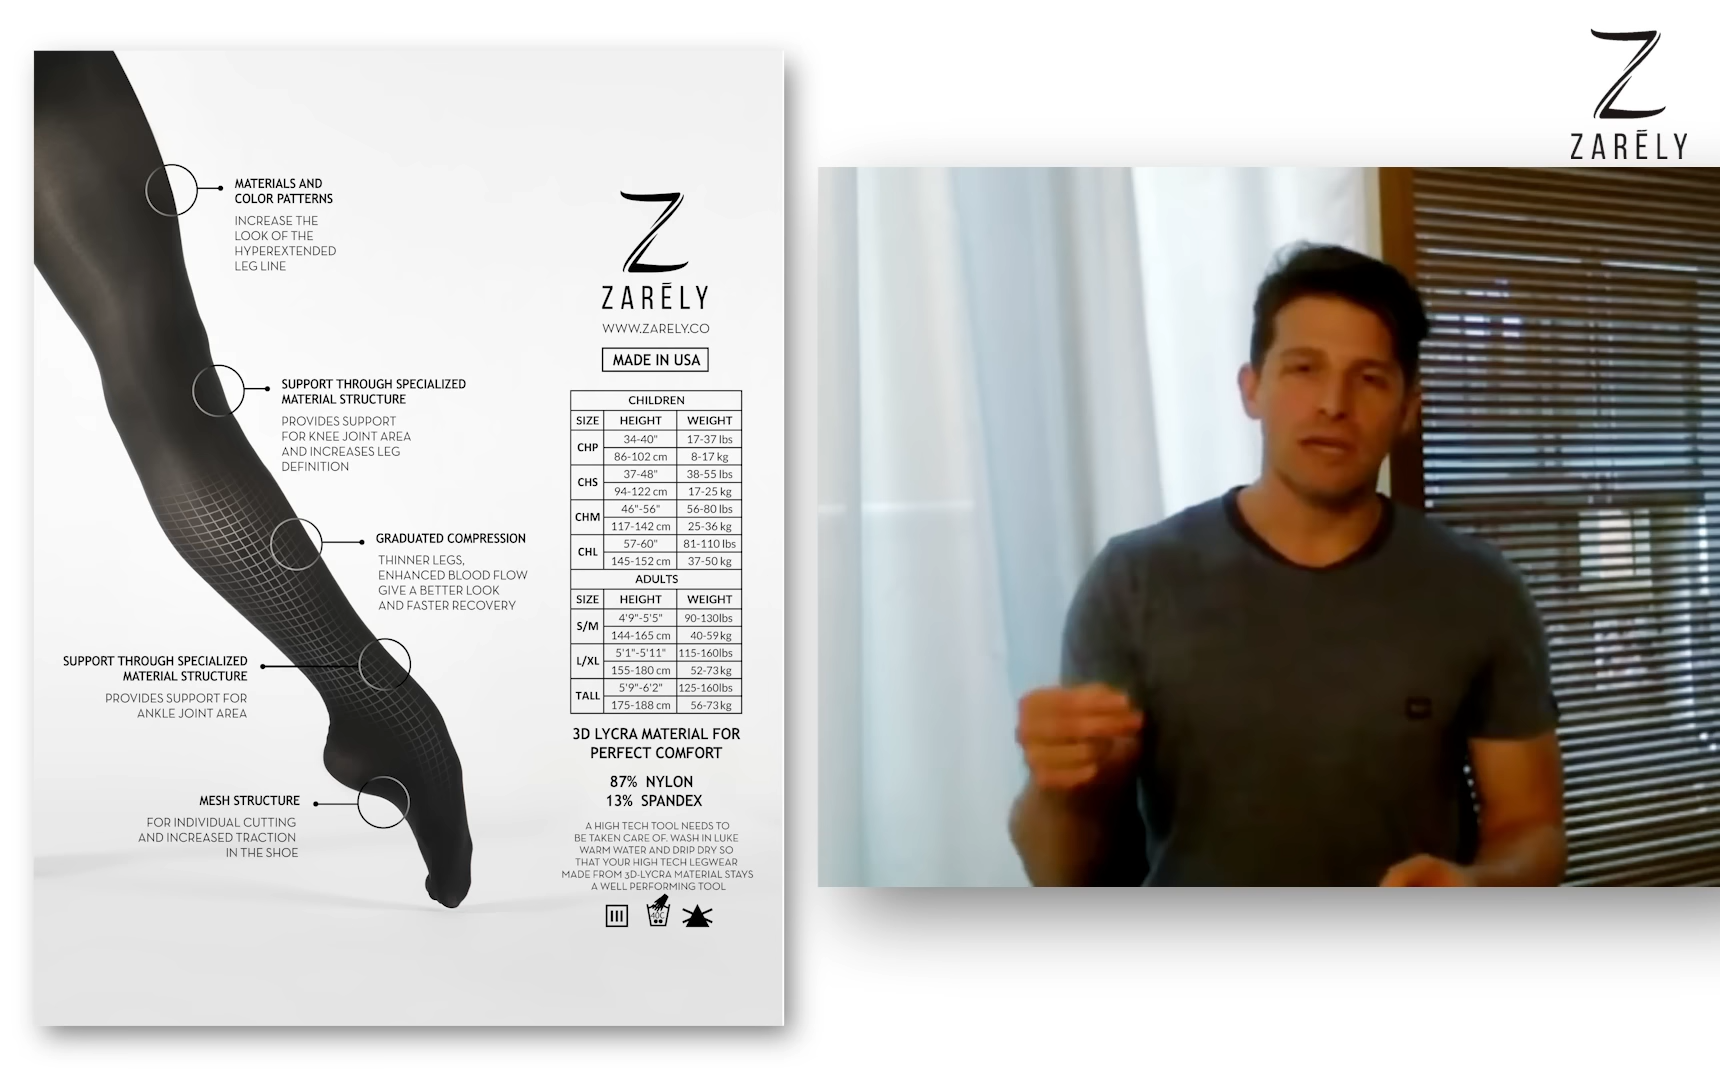 MATERIALS AND
COLOR PATTERNS
INCREASE THE
LOOK OF THE
HYPEREXTENDED
LEG LINE
SUPPORT THROUGH SPECIALIZED
MATERIAL STRUCTURE
PROVIDES SUPPORT
FOR KNEE JOINT AREA
AND INCREASES LEG
DEFINITION
GRADUATED COMPRESSION
THINNER LEGS,
ENHANCED BLOOD FLOW
GIVE A BETTER LOOK
AND FASTER RECOVERY
SUPPORT THROUGH SPECIALIZED
MATERIAL STRUCTURE
PROVIDES SUPPORT FOR
ANKLE JOINT AREA
MESH STRUCTURE
FOR INDIVIDUAL CUTTING
AND INCREASED TRACTION
IN THE SHOE
Z
ZARĒLY
WWW.ZARELY.CO
MADE IN USA
CHILDREN
SIZE HEIGHT WEIGHT
CHP 34-40" 17-37 lbs
86-102 cm 8-17 kg
CHS 37-48" 38-55 lbs
94-122 cm 17-25 kg
CHM 46"-56" 56-80 lbs
117-142 cm 25-36 kg
CHL 57-60" 81-110 lbs
145-152 cm 37-50 kg
ADULTS
SIZE HEIGHT WEIGHT
S/M 4'9"-5'5" 90-130lbs
144-165 cm 40-59 kg
L/XL 5'1"-5'11" 115-160lbs
155-180 cm 52-73 kg
TALL 5'9"-6'2" 125-160lbs
175-188 cm 56-73 kg
3D LYCRA MATERIAL FOR
PERFECT COMFORT
87% NYLON
13% SPANDEX
A HIGH TECH TOOL NEEDS TO
BE TAKEN CARE OF. WASH IN LUKE
WARM WATER AND DRIP DRY SO
THAT YOUR HIGH TECH LEGWEAR
MADE FROM 3D-LYCRA MATERIAL STAYS
A WELL PERFORMING TOOL
40C
Z
ZARĒLY